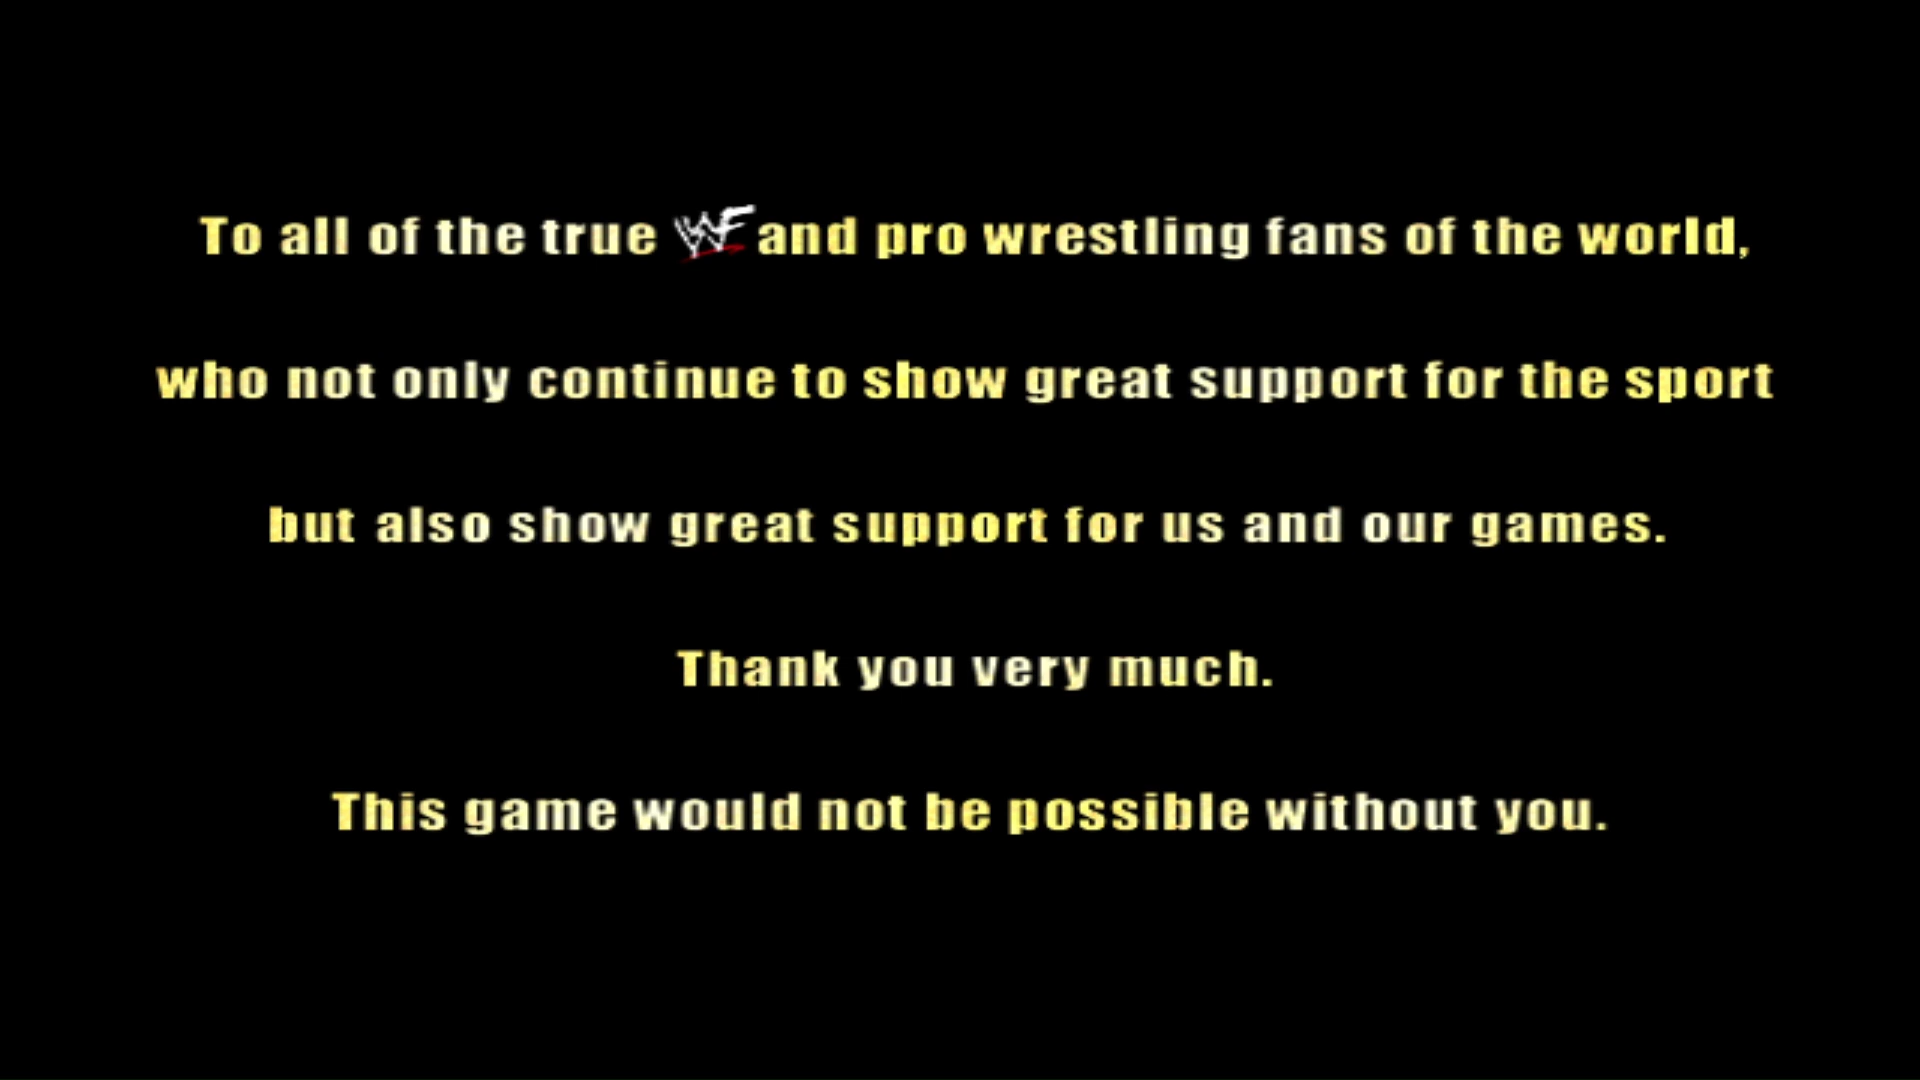 To all of the true WF and pro wrestling fans of the world,
who not only continue to show great support for the sport
but also show great support for us and our games.
Thank you very much.
This game would not be possible without you.